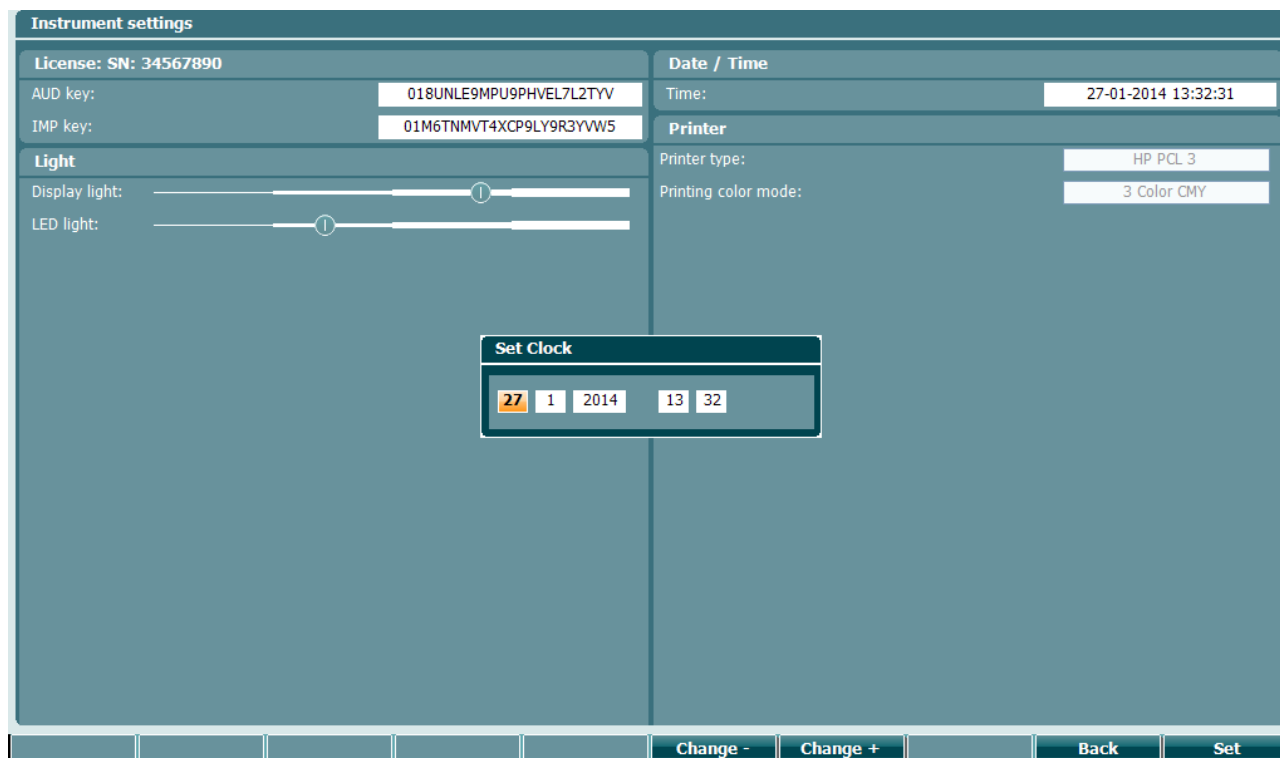 Instrument settings
License: SN: 34567890
AUD key: 018UNLE9MPU9PHVEL7L2TYV
IMP key: 01M6TNMVT4XCP9LY9R3YVW5
Light
Display light:
LED light:
Date / Time
Time: 27-01-2014 13:32:31
Printer
Printer type: HP PCL 3
Printing color mode: 3 Color CMY
Set Clock
27 1 2014 13 32
Change - Change + Back Set